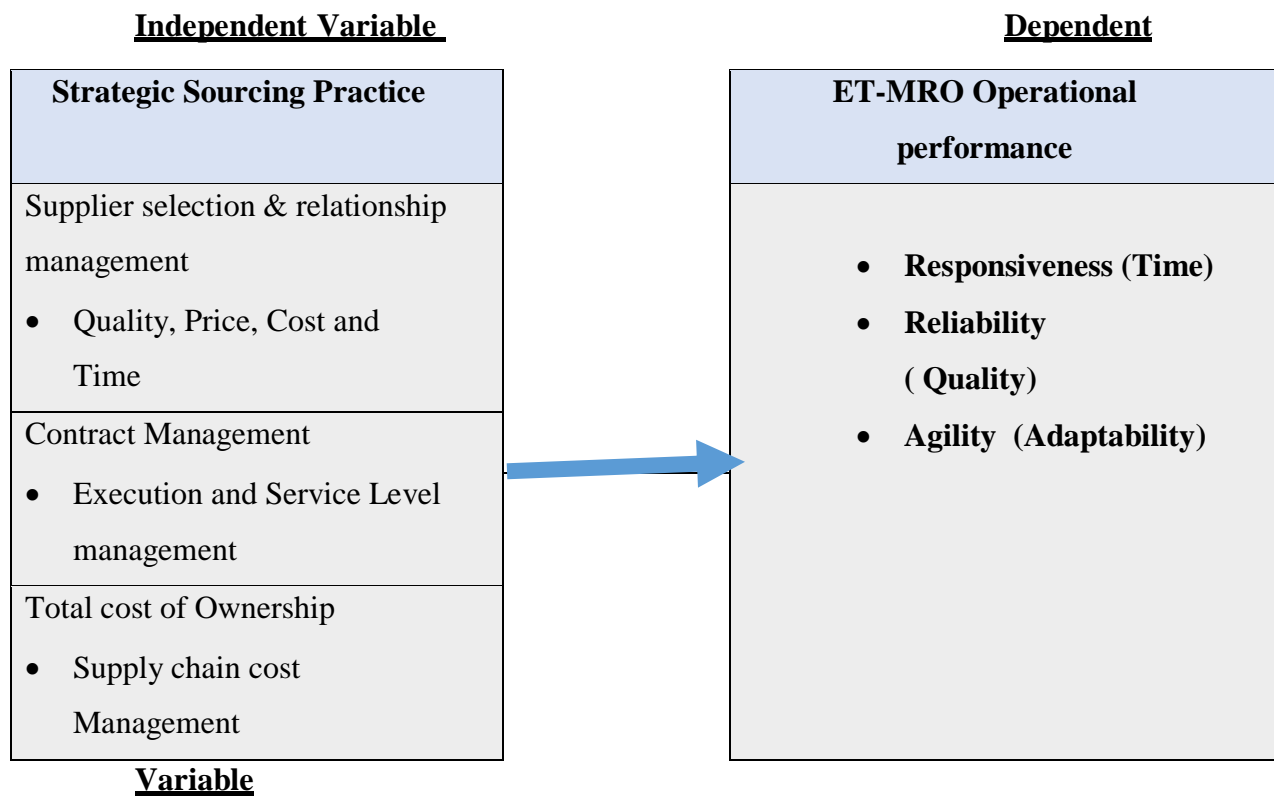 Independent Variable
Dependent
Strategic Sourcing Practice
Supplier selection & relationship
management
• Quality, Price, Cost and
Time
Contract Management
• Execution and Service Level
management
Total cost of Ownership
• Supply chain cost
Management
ET-MRO Operational
performance
• Responsiveness (Time)
• Reliability
( Quality)
• Agility (Adaptability)
Variable